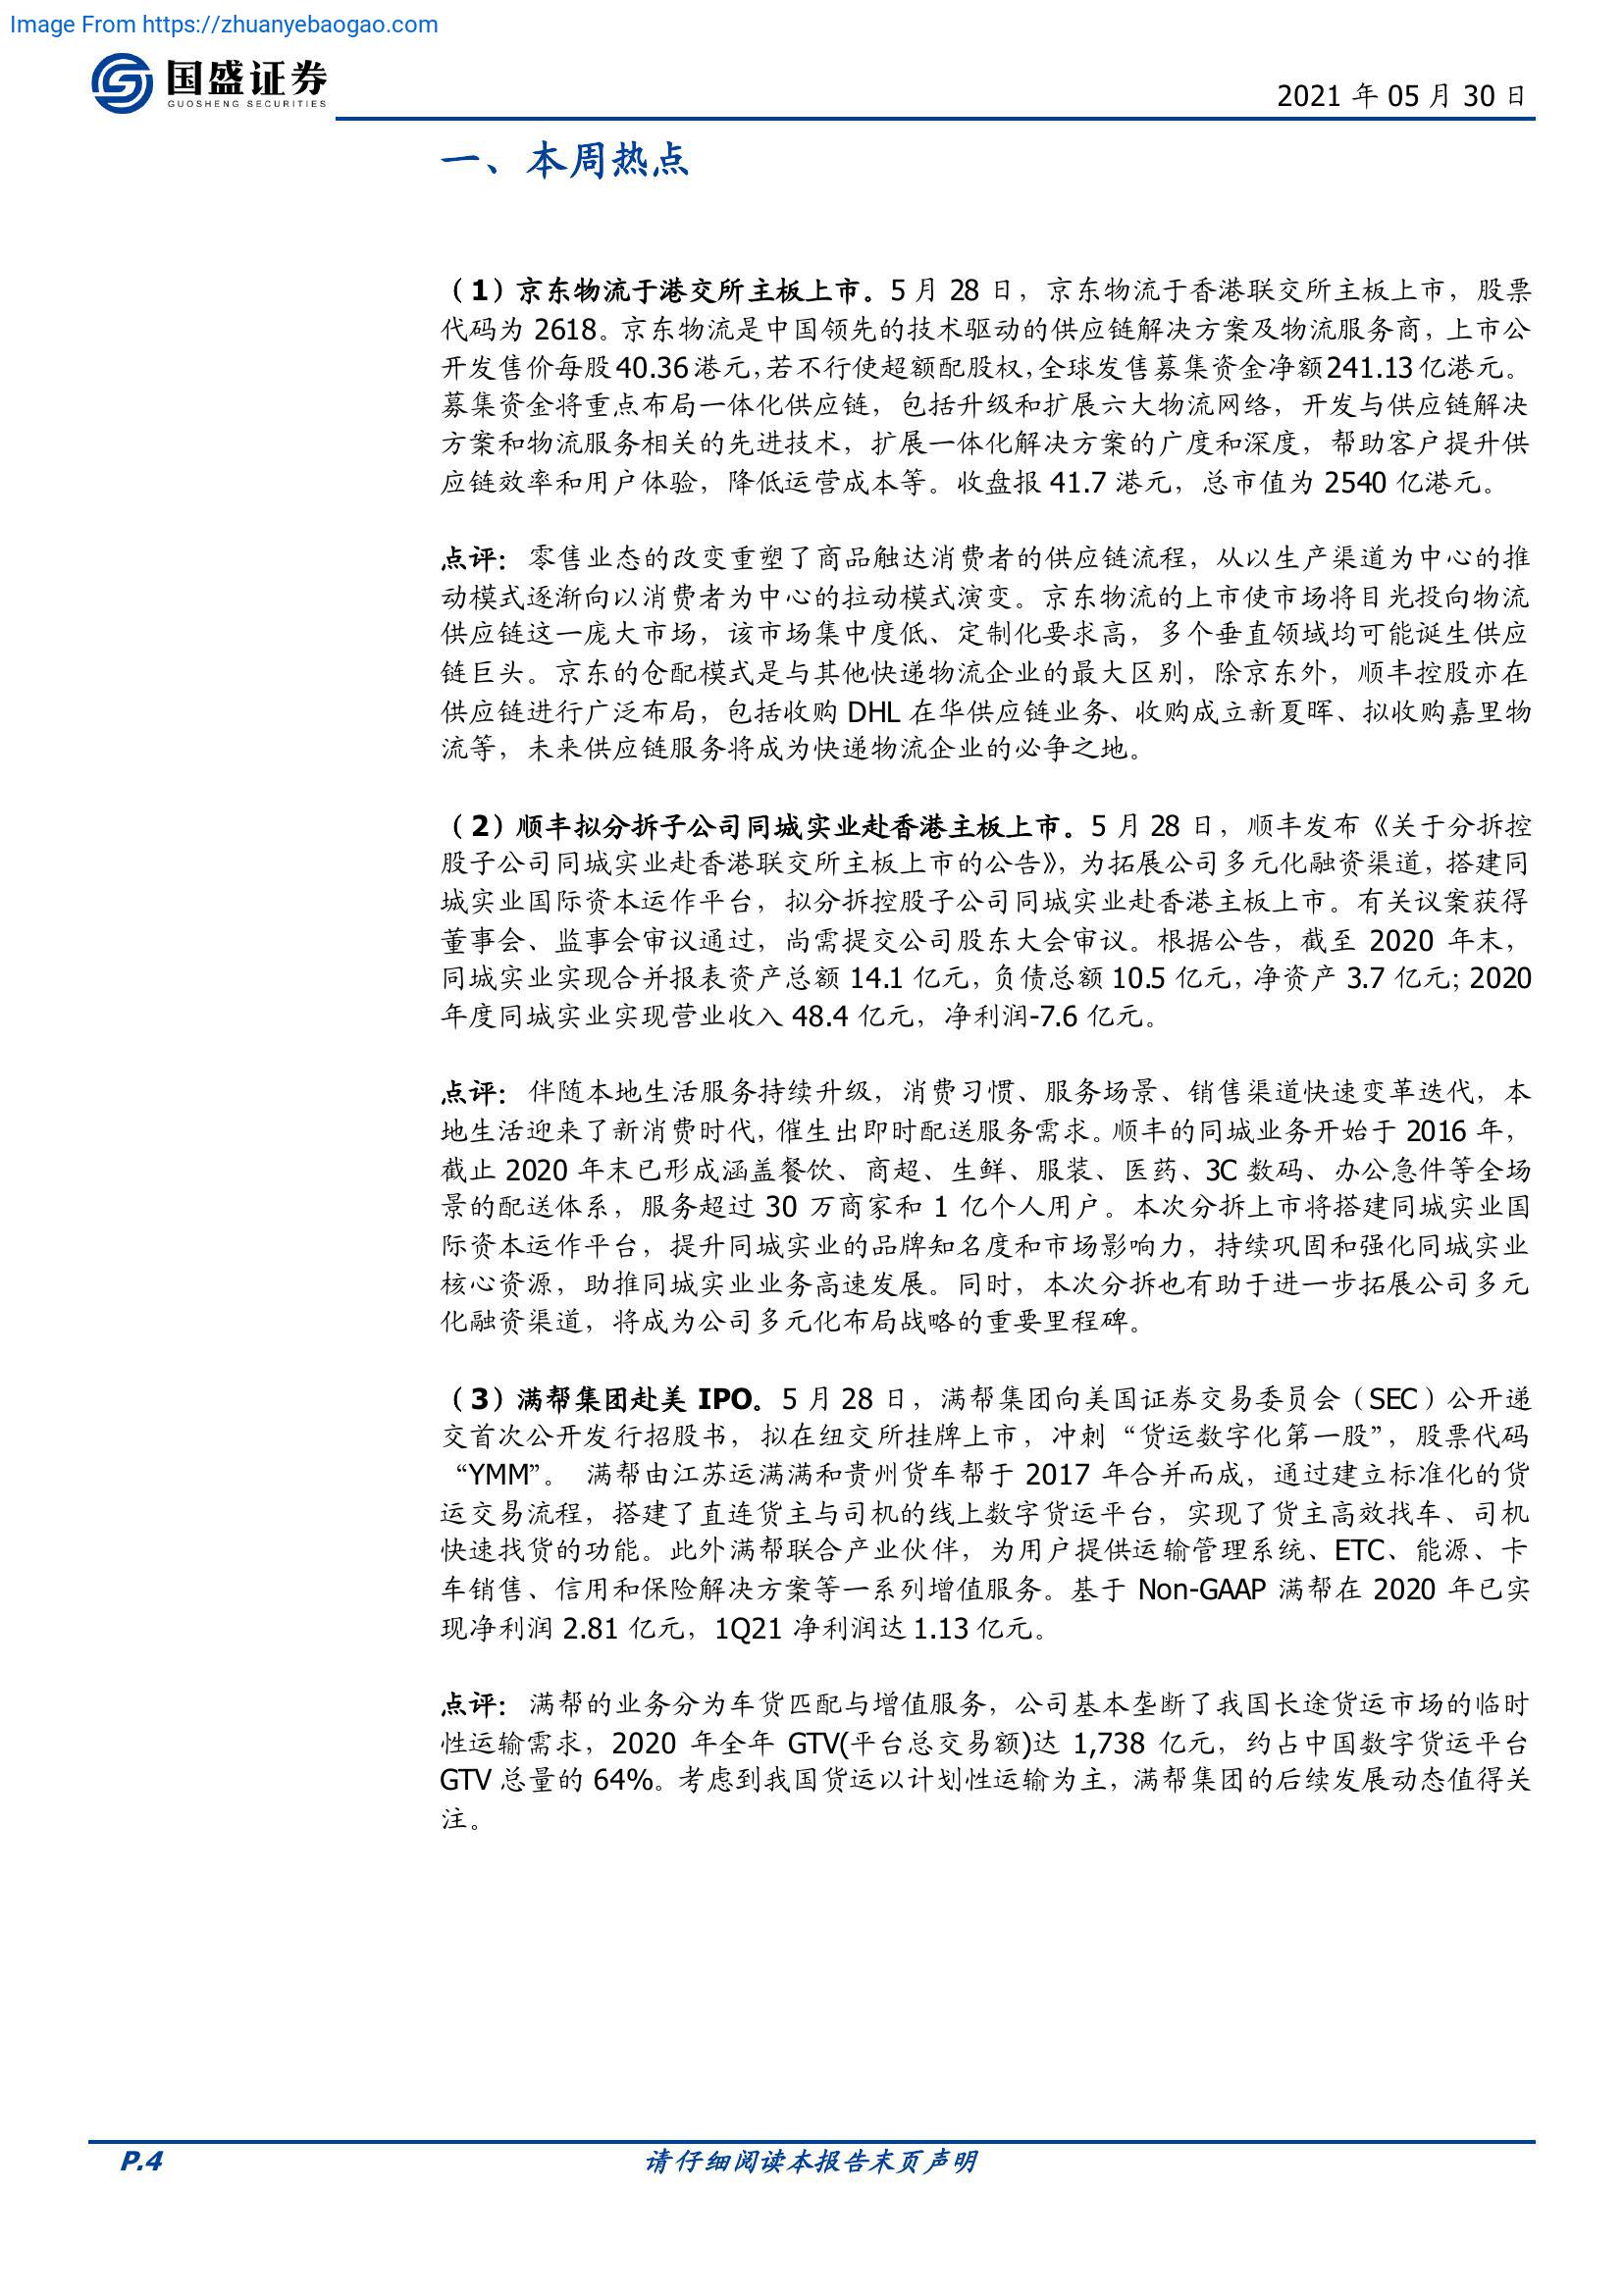 Image From https://zhuanyebaogao.com
国盛证券
GUOSHENG SECURITIES
2021 年 05 月 30 日
一、本周热点
（1）京东物流于港交所主板上市。5 月 28 日，京东物流于香港联交所主板上市，股票
代码为 2618。京东物流是中国领先的技术驱动的供应链解决方案及物流服务商，上市公
开发售价每股 40.36 港元，若不行使超额配股权，全球发售募集资金净额 241.13 亿港元。
募集资金将重点布局一体化供应链，包括升级和扩展六大物流网络，开发与供应链解决
方案和物流服务相关的先进技术，扩展一体化解决方案的广度和深度，帮助客户提升供
应链效率和用户体验，降低运营成本等。收盘报 41.7 港元，总市值为 2540 亿港元。
点评：零售业态的改变重塑了商品触达消费者的供应链流程，从以生产渠道为中心的推
动模式逐渐向以消费者为中心的拉动模式演变。京东物流的上市使市场将目光投向物流
供应链这一庞大市场，该市场集中度低、定制化要求高，多个垂直领域均可能诞生供应
链巨头。京东的仓配模式是与其他快递物流企业的最大区别，除京东外，顺丰控股亦在
供应链进行广泛布局，包括收购 DHL 在华供应链业务、收购成立新夏晖、拟收购嘉里物
流等，未来供应链服务将成为快递物流企业的必争之地。
（2）顺丰拟分拆子公司同城实业赴香港主板上市。5 月 28 日，顺丰发布《关于分拆控
股子公司同城实业赴香港联交所主板上市的公告》，为拓展公司多元化融资渠道，搭建同
城实业国际资本运作平台，拟分拆控股子公司同城实业赴香港主板上市。有关议案获得
董事会、监事会审议通过，尚需提交公司股东大会审议。根据公告，截至 2020 年末，
同城实业实现合并报表资产总额 14.1 亿元，负债总额 10.5 亿元，净资产 3.7 亿元；2020
年度同城实业实现营业收入 48.4 亿元，净利润-7.6 亿元。
点评：伴随本地生活服务持续升级，消费习惯、服务场景、销售渠道快速变革迭代，本
地生活迎来了新消费时代，催生出即时配送服务需求。顺丰的同城业务开始于 2016 年，
截止 2020 年末已形成涵盖餐饮、商超、生鲜、服装、医药、3C 数码、办公急件等全场
景的配送体系，服务超过 30 万商家和 1 亿个人用户。本次分拆上市将搭建同城实业国
际资本运作平台，提升同城实业的品牌知名度和市场影响力，持续巩固和强化同城实业
核心资源，助推同城实业业务高速发展。同时，本次分拆也有助于进一步拓展公司多元
化融资渠道，将成为公司多元化布局战略的重要里程碑。
（3）满帮集团赴美 IPO。5 月 28 日，满帮集团向美国证券交易委员会（SEC）公开递
交首次公开发行招股书，拟在纽交所挂牌上市，冲刺“货运数字化第一股”，股票代码
“YMM”。 满帮由江苏运满满和贵州货车帮于 2017 年合并而成，通过建立标准化的货
运交易流程，搭建了直连货主与司机的线上数字货运平台，实现了货主高效找车、司机
快速找货的功能。此外满帮联合产业伙伴，为用户提供运输管理系统、ETC、能源、卡
车销售、信用和保险解决方案等一系列增值服务。基于 Non-GAAP 满帮在 2020 年已实
现净利润 2.81 亿元，1Q21 净利润达 1.13 亿元。
点评：满帮的业务分为车货匹配与增值服务，公司基本垄断了我国长途货运市场的临时
性运输需求，2020 年全年 GTV(平台总交易额)达 1,738 亿元，约占中国数字货运平台
GTV 总量的 64%。考虑到我国货运以计划性运输为主，满帮集团的后续发展动态值得关
注。
P.4
请仔细阅读本报告末页声明